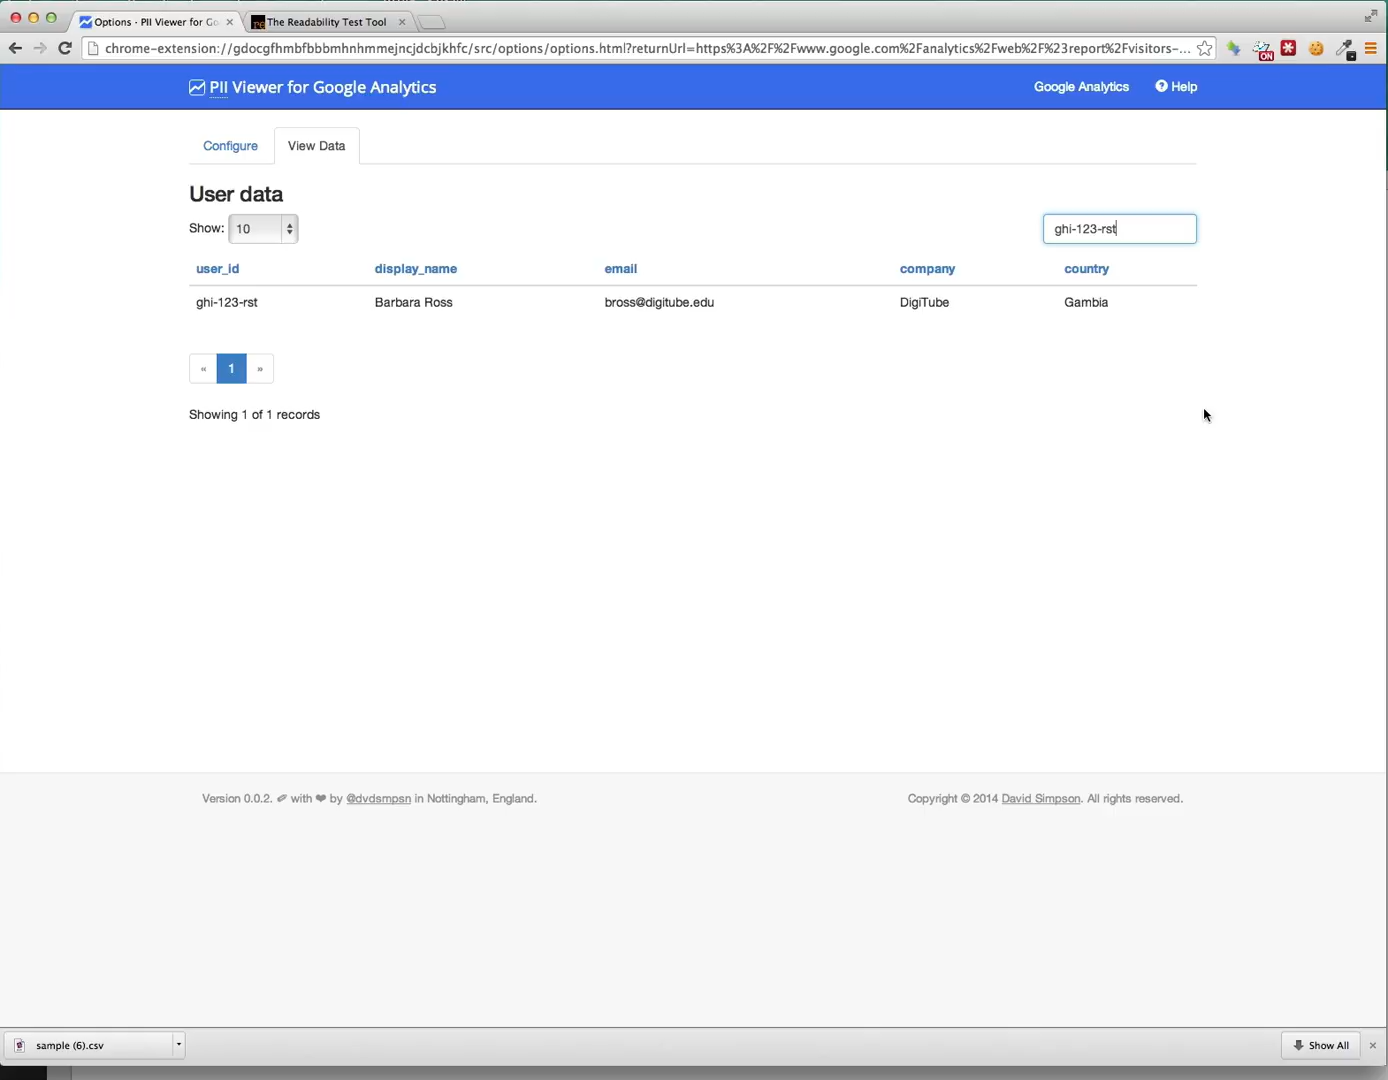 Options - PII Viewer for Go
The Readability Test Tool
chrome-extension://gdocgfhmbfbbbmhnhmmejncjdcbjkhfc/src/options/options.html?returnUrl=https%3A%2F%2Fwww.google.com%2Fanalytics%2Fweb%2F%23report%2Fvisitors-...
ON
PII Viewer for Google Analytics
Google Analytics
Help
Configure
View Data
User data
Show: 10
ghi-123-rst
user_id display_name email company country
ghi-123-rst Barbara Ross bross@digitube.edu DigiTube Gambia
« 1 »
Showing 1 of 1 records
Version 0.0.2. ✐ with ❤ by @dvdsmpsn in Nottingham, England.
Copyright © 2014 David Simpson. All rights reserved.
sample (6).csv
Show All